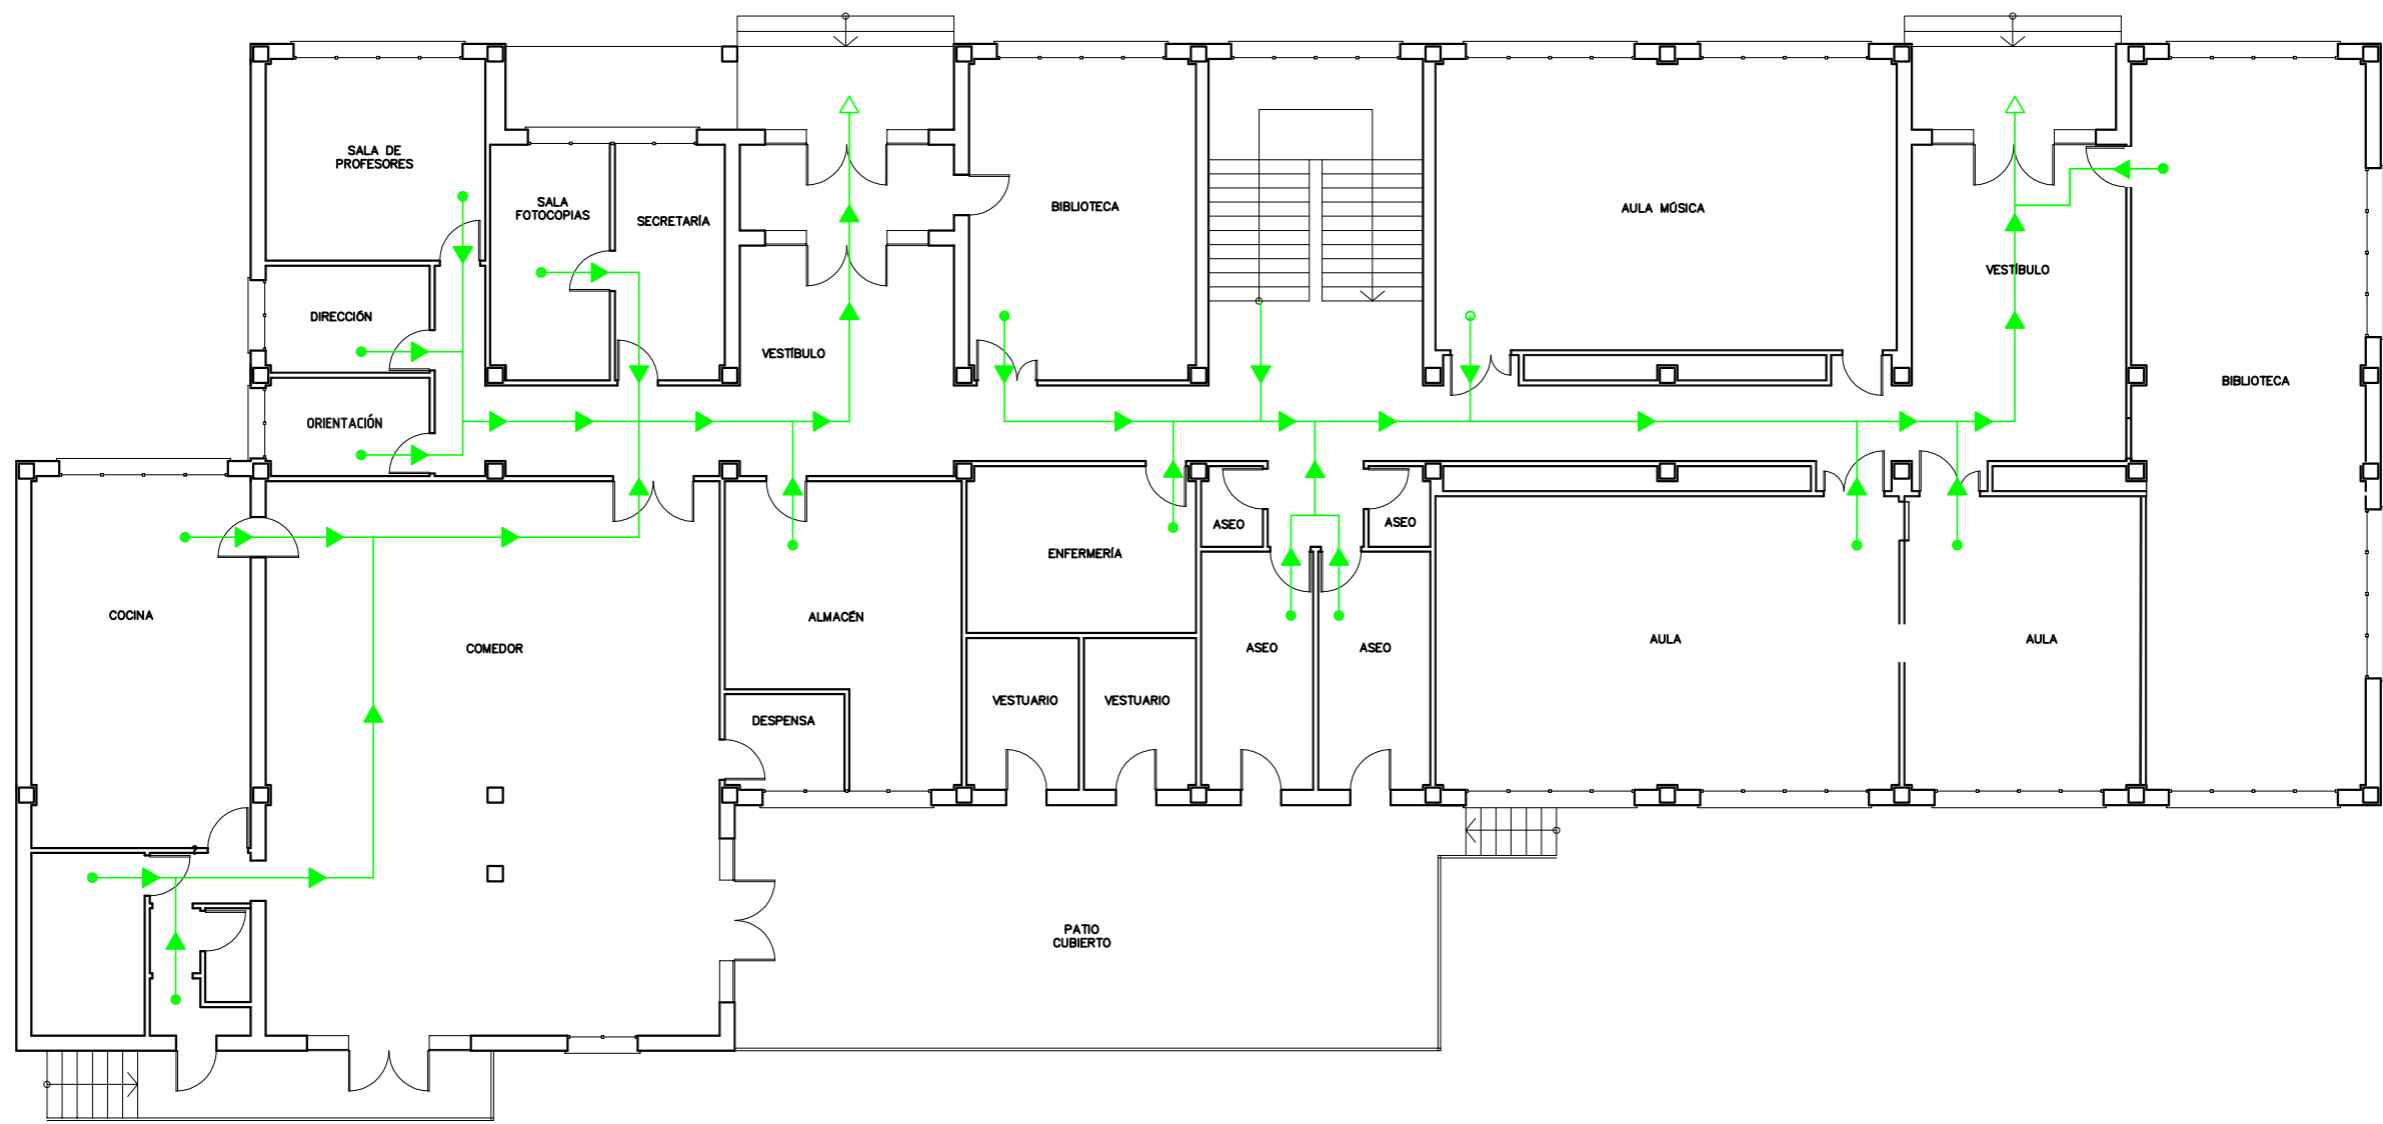 SALA DE
PROFESORES
SALA
FOTOCOPIAS
SECRETARÍA
BIBLIOTECA
AULA MÚSICA
VESTÍBULO
DIRECCIÓN
VESTÍBULO
BIBLIOTECA
ORIENTACIÓN
ASEO
ASEO
ENFERMERÍA
COCINA
ALMACÉN
COMEDOR
ASEO
ASEO
AULA
AULA
VESTUARIO
VESTUARIO
DESPENSA
PATIO
CUBIERTO